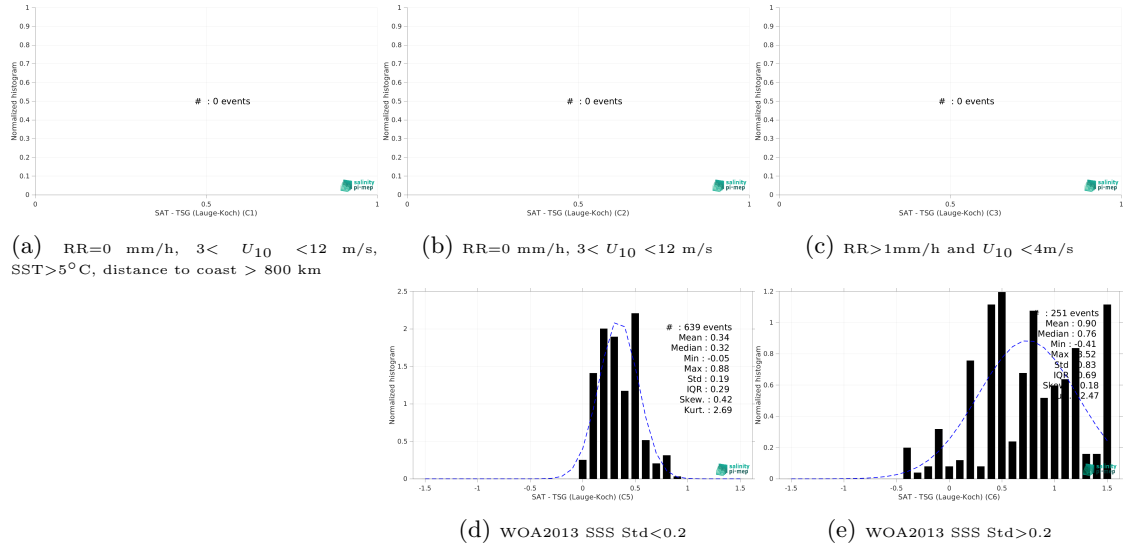 Normalized histogram
1
0.9
0.8
0.7
0.6
0.5
0.4
0.3
0.2
0.1
0
# : 0 events
salinity
pi-mep
0
0.5
1
SAT - TSG (Lauge-Koch) (C1)
(a) RR=0 mm/h, 3< U10 <12 m/s,
SST>5°C, distance to coast > 800 km
Normalized histogram
1
0.9
0.8
0.7
0.6
0.5
0.4
0.3
0.2
0.1
0
# : 0 events
salinity
pi-mep
0
0.5
1
SAT - TSG (Lauge-Koch) (C2)
(b) RR=0 mm/h, 3< U10 <12 m/s
Normalized histogram
1
0.9
0.8
0.7
0.6
0.5
0.4
0.3
0.2
0.1
0
# : 0 events
salinity
pi-mep
0
0.5
1
SAT - TSG (Lauge-Koch) (C3)
(c) RR>1mm/h and U10 <4m/s
Normalized histogram
2.5
2
1.5
1
0.5
0
# : 639 events
Mean : 0.34
Median : 0.32
Min : -0.05
Max : 0.88
Std : 0.19
IQR : 0.29
Skew. : 0.42
Kurt. : 2.69
salinity
pi-mep
-1.5
-1
-0.5
0
0.5
1
1.5
SAT - TSG (Lauge-Koch) (C5)
(d) WOA2013 SSS Std<0.2
Normalized histogram
1.2
1
0.8
0.6
0.4
0.2
0
: 251 events
Mean : 0.90
Median : 0.76
Min : -0.41
Max
Std
IQR
salinity
pi-mep
-1.5
-1
-0.5
0
0.5
1
1.5
SAT - TSG (Lauge-Koch) (C6)
(e) WOA2013 SSS Std>0.2